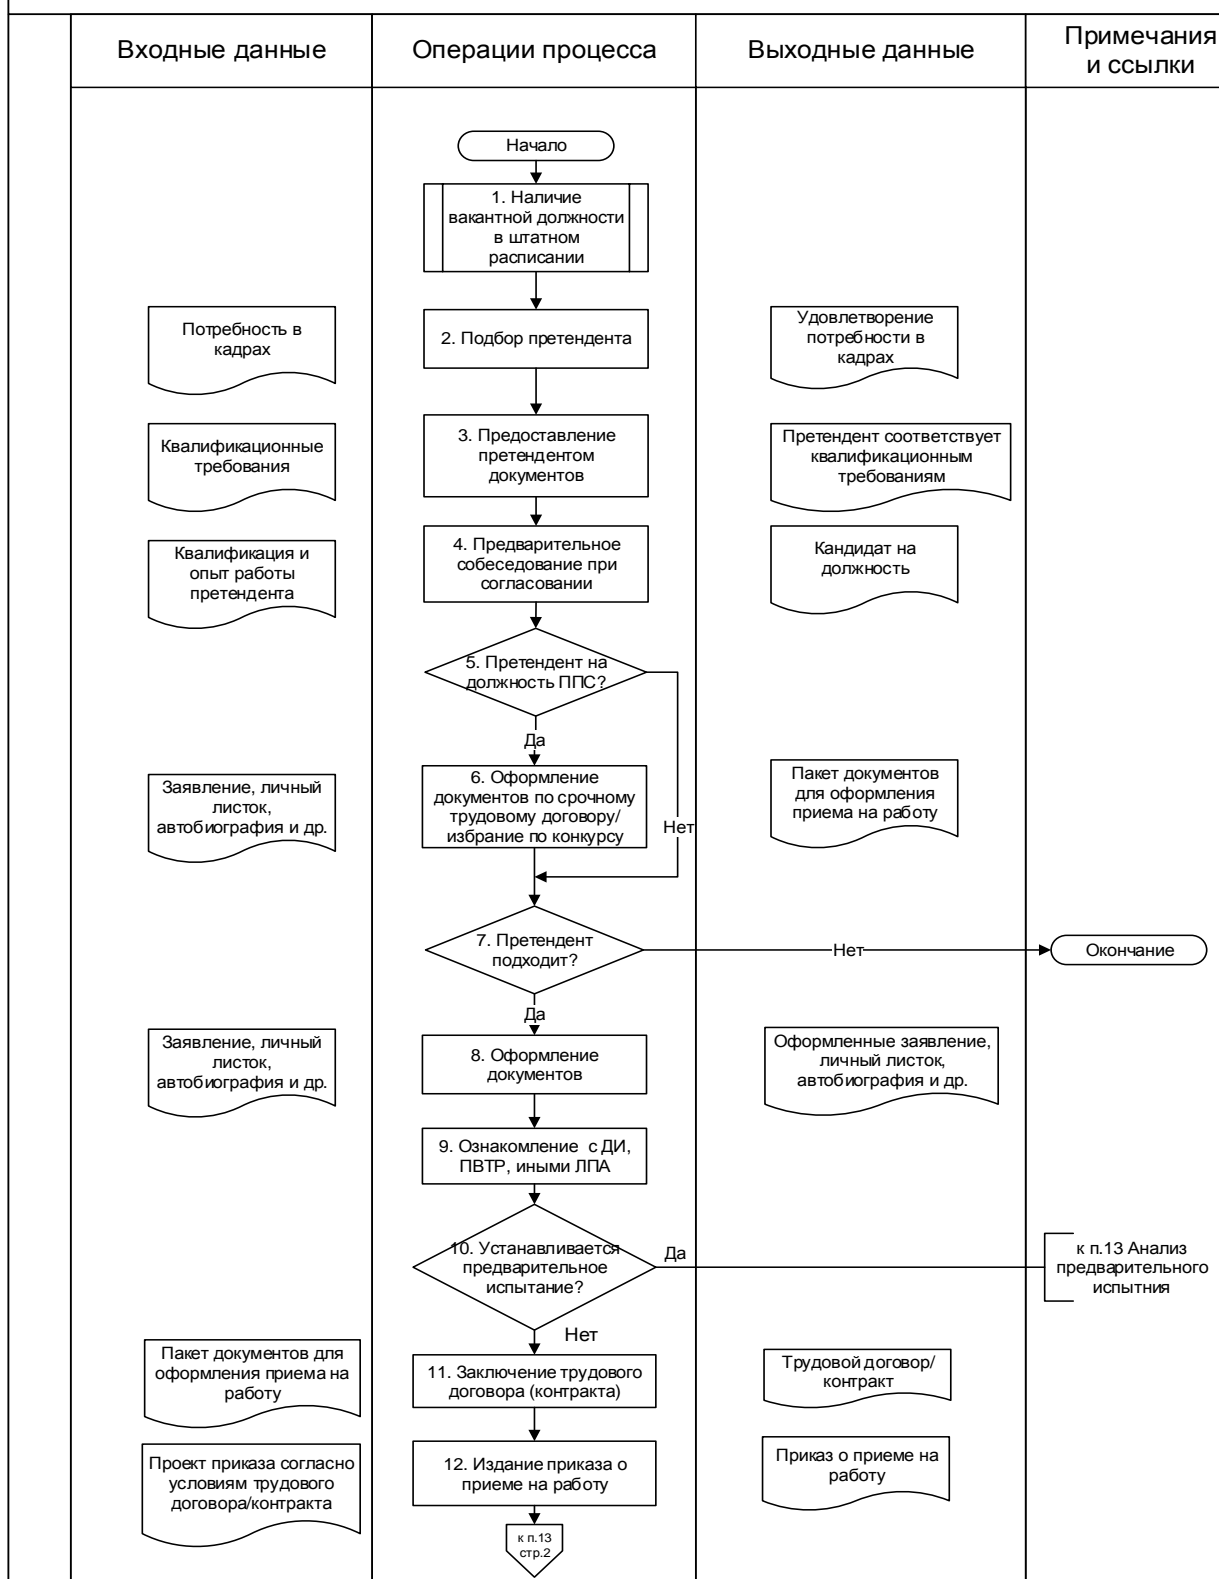 Входные данные
Операции процесса
Выходные данные
Примечания
и ссылки
Начало
1. Наличие
вакантной должности
в штатном
расписании
Потребность в
кадрах
2. Подбор претендента
Удовлетворение
потребности в
кадрах
Квалификационные
требования
3. Предоставление
претендентом
документов
Претендент соответствует
квалификационным
требованиям
Квалификация и
опыт работы
претендента
4. Предварительное
собеседование при
согласовании
Кандидат на
должность
5. Претендент на
должность ППС?
Да
Нет
Заявление, личный
листок,
автобиография и др.
6. Оформление
документов по срочному
трудовому договору/
избрание по конкурсу
Пакет документов
для оформления
приема на работу
7. Претендент
подходит?
Нет
Окончание
Да
Заявление, личный
листок,
автобиография и др.
8. Оформление
документов
Оформленные заявление,
личный листок,
автобиография и др.
9. Ознакомление с ДИ,
ПВТР, иными ЛПА
10. Устанавливается
предварительное
испытание?
Да
к п.13 Анализ
предварительного
испытния
Нет
Пакет документов для
оформления приема на
работу
11. Заключение трудового
договора (контракта)
Трудовой договор/
контракт
Проект приказа согласно
условиям трудового
договора/контракта
12. Издание приказа о
приеме на работу
Приказ о приеме на
работу
к п.13
стр.2